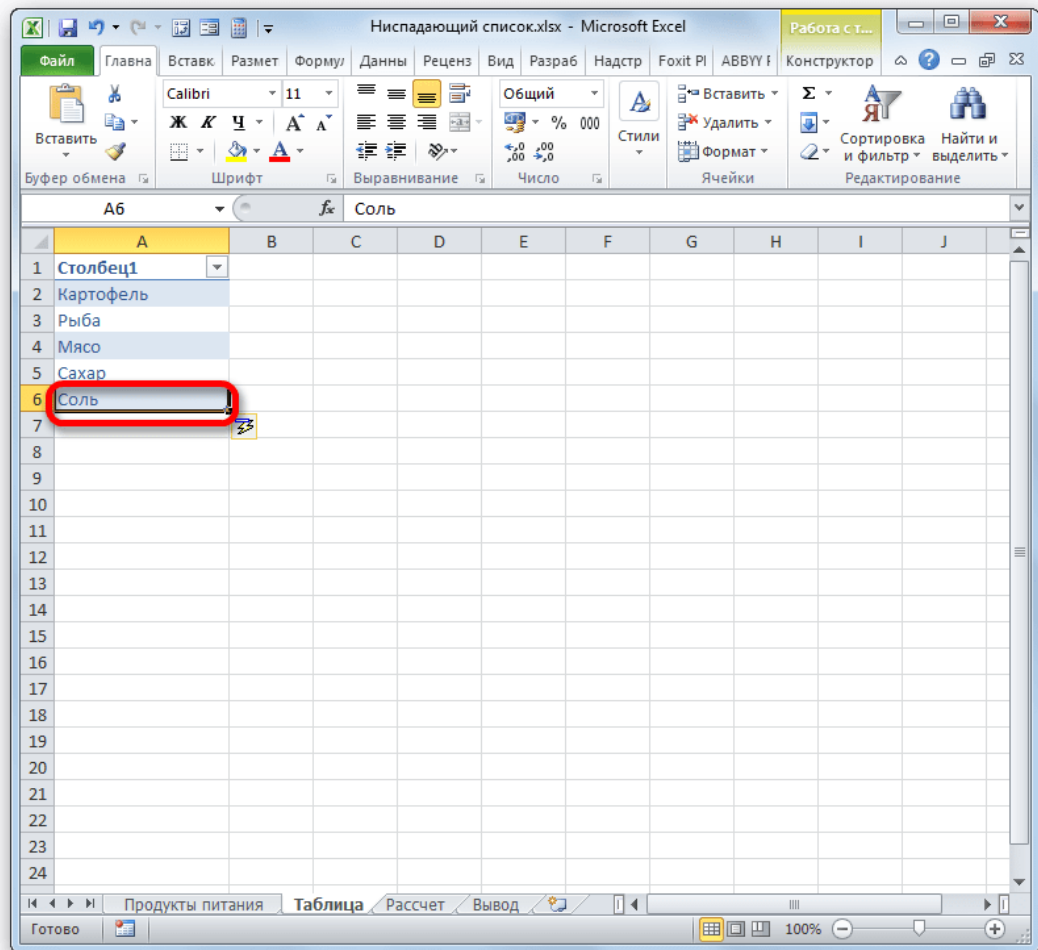 Ниспадающий список.xlsx - Microsoft Excel
Работа с т...
Файл Главна Вставк Размет Формул Данны Реценз Вид Разраб Надстр Foxit Pl ABBYY F Конструктор
Вставить
Calibri 11
Ж К Ч
Общий
% 000
Стили
Вставить
Удалить
Формат
Σ
Сортировка и фильтр
Найти и выделить
Буфер обмена Шрифт Выравнивание Число Ячейки Редактирование
A6 fx Соль
A B C D E F G H I J
1 Столбец1
2 Картофель
3 Рыба
4 Мясо
5 Сахар
6 Соль
7
8
9
10
11
12
13
14
15
16
17
18
19
20
21
22
23
24
Продукты питания Таблица Рассчет Вывод
Готово 100%